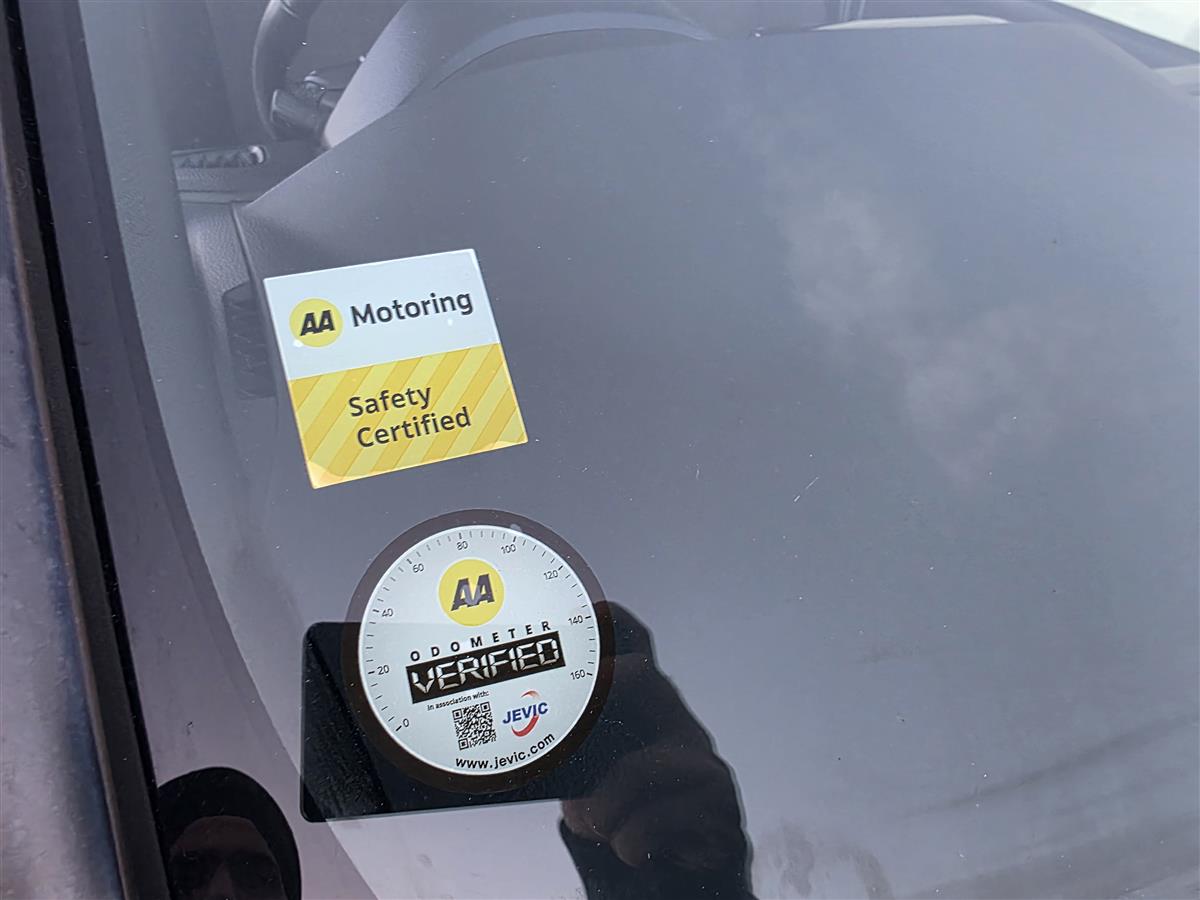 AA Motoring
Safety
Certified
80
100
60
120
AA
40
140
ODOMETER
VERIFIED
20
160
In association with:
JEVIC
0
www.jevic.com